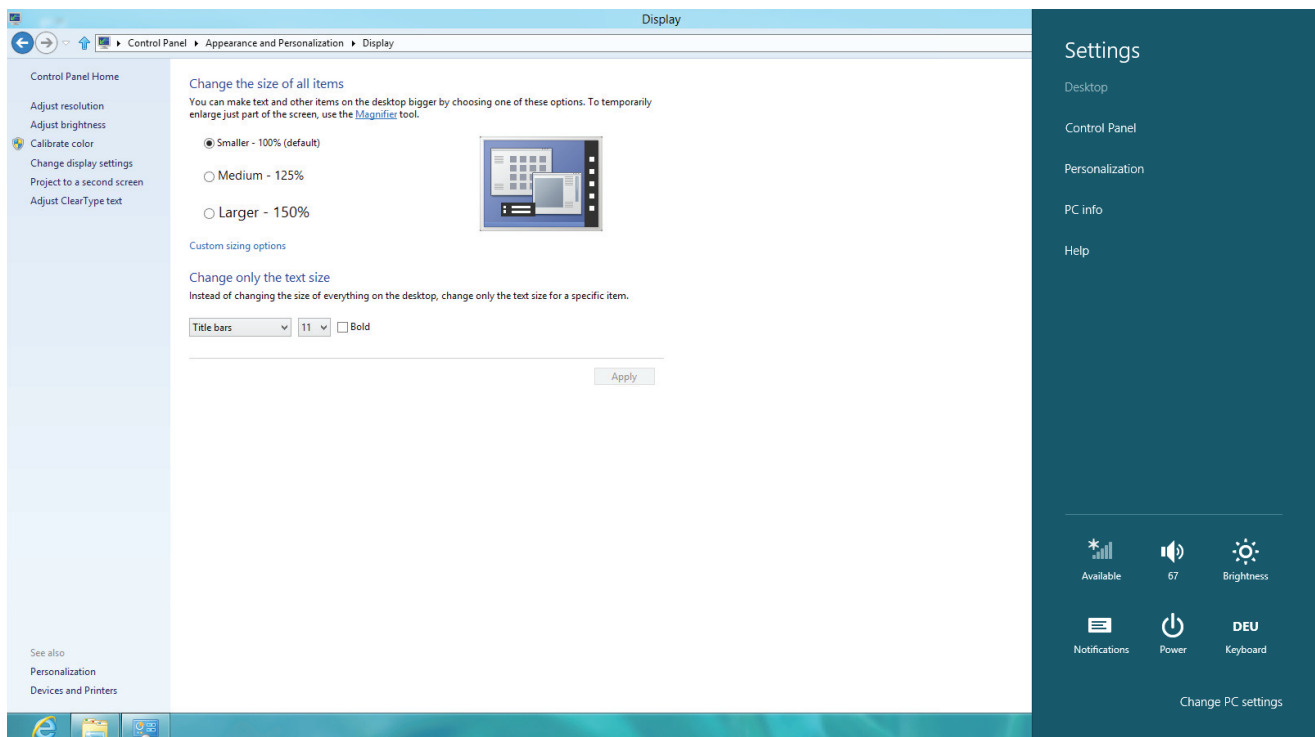 Display
Control Panel Appearance and Personalization Display
Control Panel Home
Adjust resolution
Adjust brightness
Calibrate color
Change display settings
Project to a second screen
Adjust ClearType text
See also
Personalization
Devices and Printers
Change the size of all items
You can make text and other items on the desktop bigger by choosing one of these options. To temporarily
enlarge just part of the screen, use the Magnifier tool.
Smaller - 100% (default)
Medium - 125%
Larger - 150%
Custom sizing options
Change only the text size
Instead of changing the size of everything on the desktop, change only the text size for a specific item.
Title bars 11 Bold
Apply
Settings
Desktop
Control Panel
Personalization
PC info
Help
Available 67 Brightness
DEU
Notifications Power Keyboard
Change PC settings